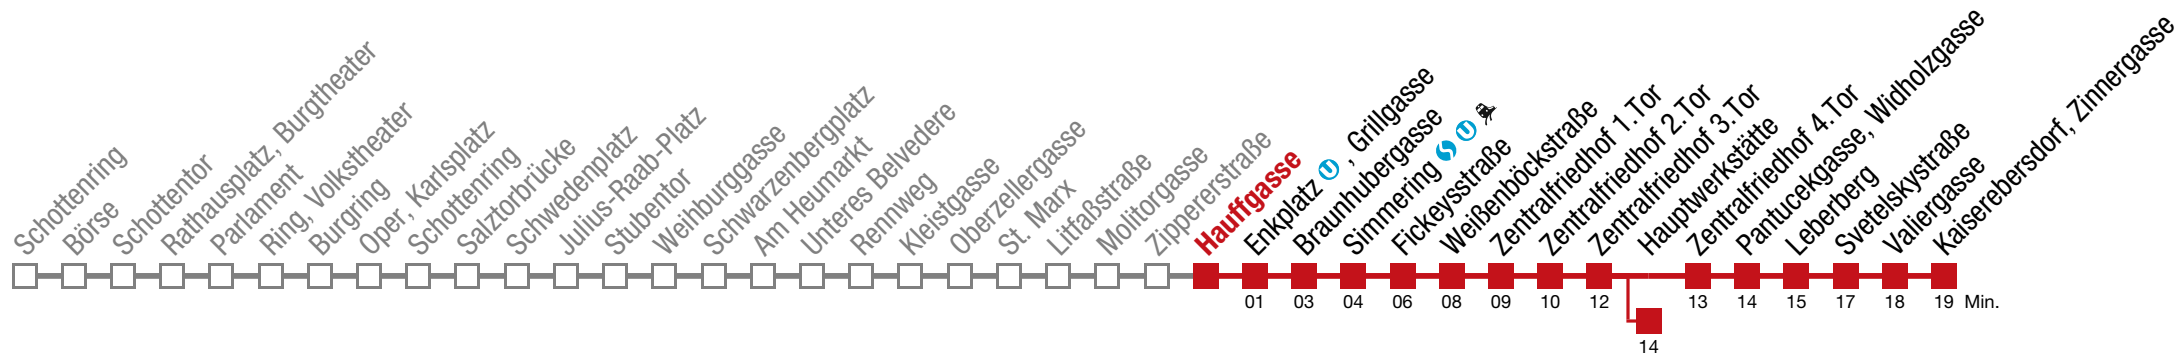 Schottenring
Börse
Schottentor
Rathausplatz, Burgtheater
Parlament
Ring, Volkstheater
Burgring
Oper, Karlsplatz
Schottenring
Salztorbrücke
Schwedenplatz
Julius-Raab-Platz
Stubentor
Weihburggasse
Schwarzenbergplatz
Am Heumarkt
Unteres Belvedere
Rennweg
Kleistgasse
Oberzellergasse
St. Marx
Litfaßstraße
Molitorgasse
Zippererstraße
Hauffgasse
Enkplatz U , Grillgasse
Braunhubergasse
Simmering S U
Fickeysstraße
Weißenböckstraße
Zentralfriedhof 1.Tor
Zentralfriedhof 2.Tor
Zentralfriedhof 3.Tor
Hauptwerkstätte
Zentralfriedhof 4.Tor
Pantucekgasse, Widholzgasse
Leberberg
Svetelskystraße
Valiergasse
Kaiserebersdorf, Zinnergasse
01 03 04 06 08 09 10 12 13 14 15 17 18 19 Min.
14